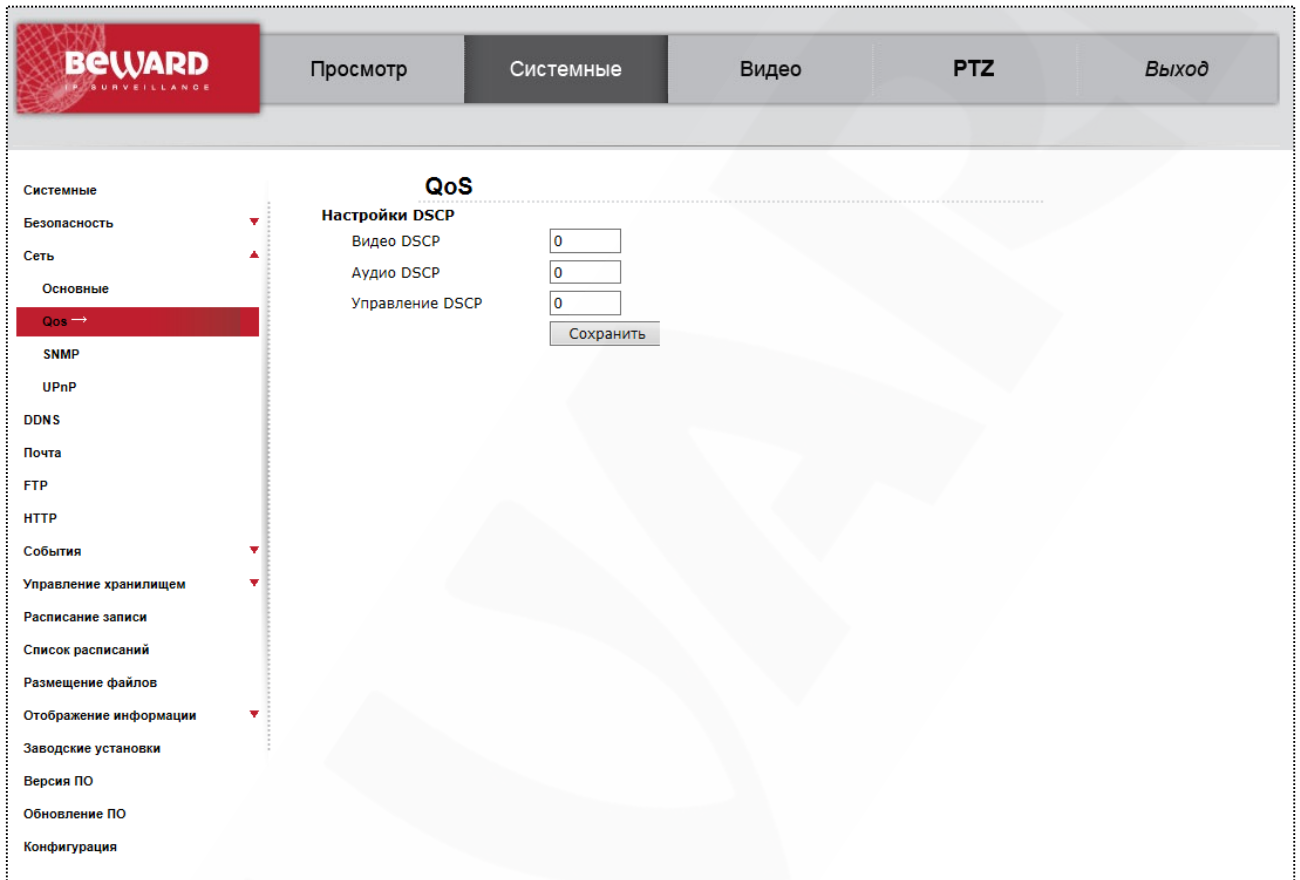 BEWARD
IP SURVEILLANCE
Просмотр
Системные
Видео
PTZ
Выход
Системные
Безопасность
Сеть
Основные
Qos →
SNMP
UPnP
DDNS
Почта
FTP
HTTP
События
Управление хранилищем
Расписание записи
Список расписаний
Размещение файлов
Отображение информации
Заводские установки
Версия ПО
Обновление ПО
Конфигурация
QoS
Настройки DSCP
Видео DSCP 0
Аудио DSCP 0
Управление DSCP 0
Сохранить